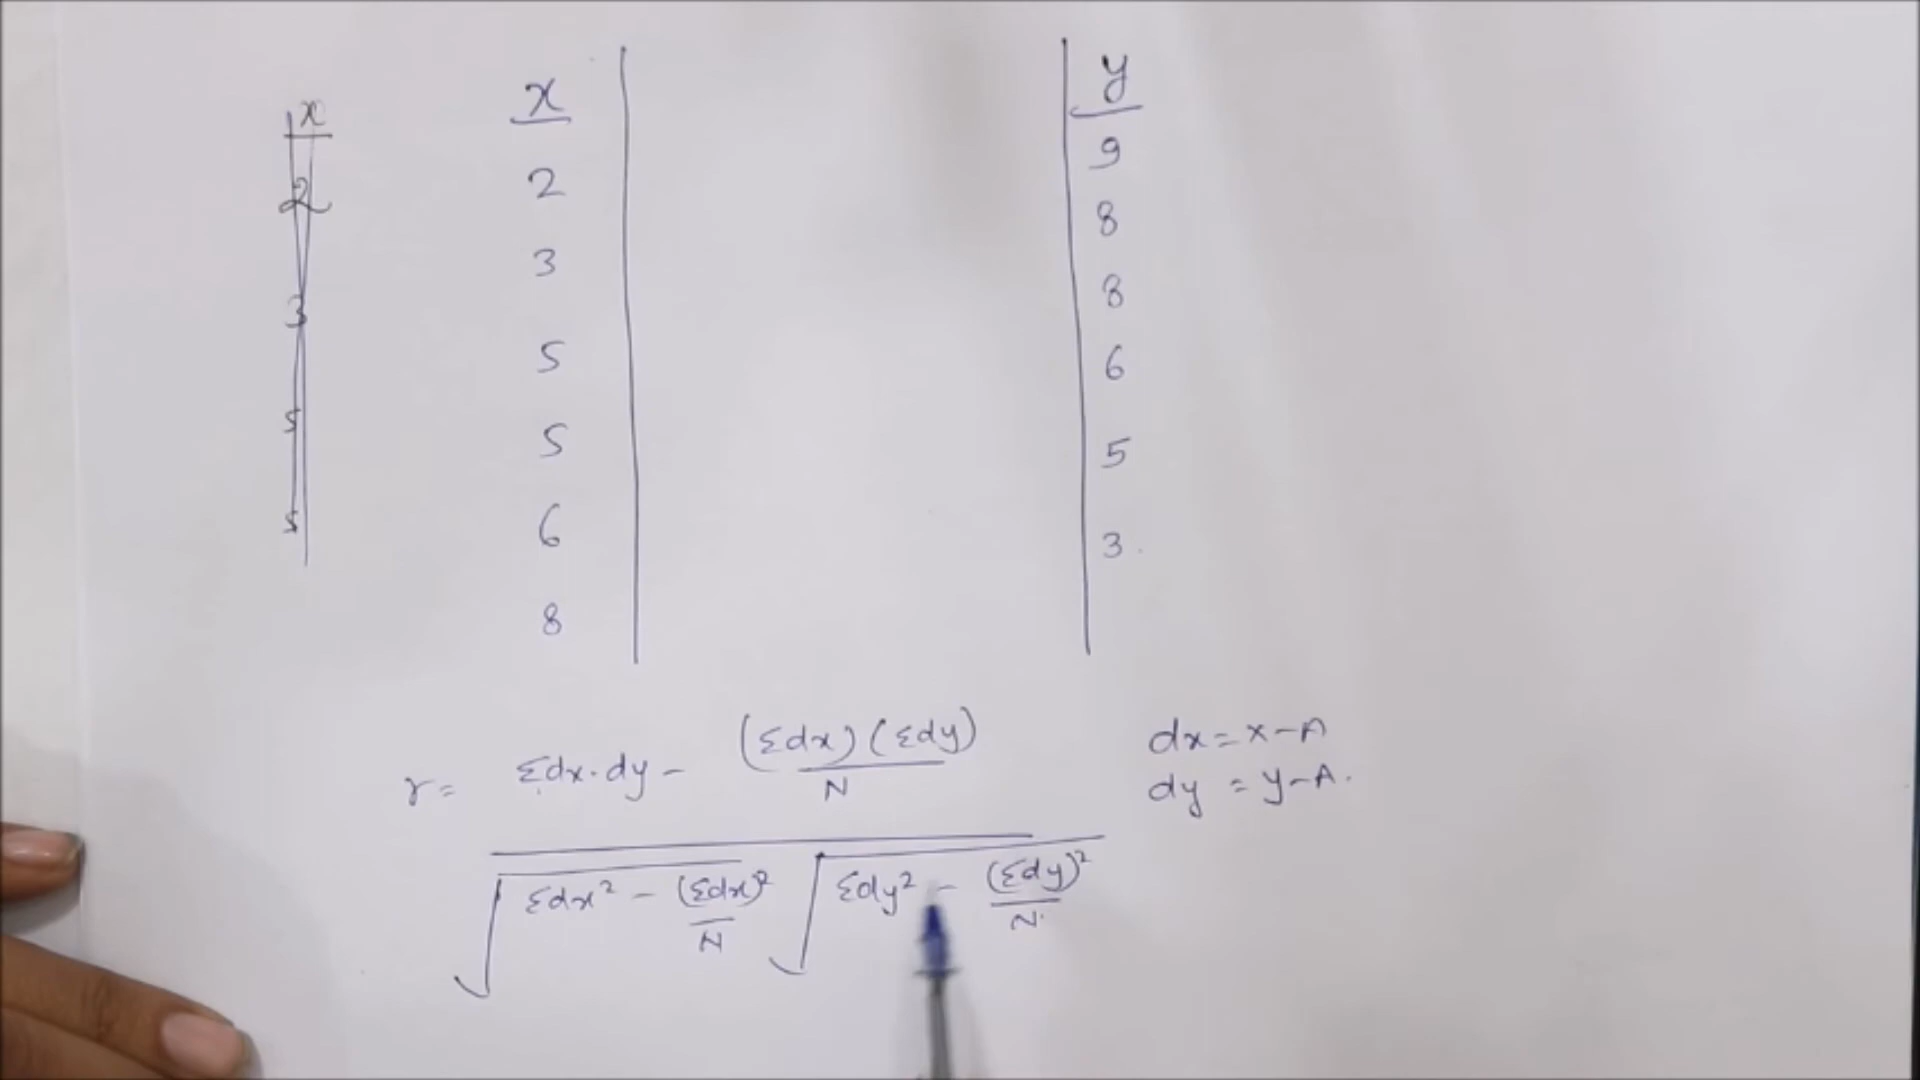 x
2
3
5
5
x
2
3
5
5
6
8
y
9
8
8
6
5
3.
r = Σdx.dy - (Σdx)(Σdy)
N
√Σdx² - (Σdx)² √Σdy² - (Σdy)²
N N
dx = x-A
dy = y-A.